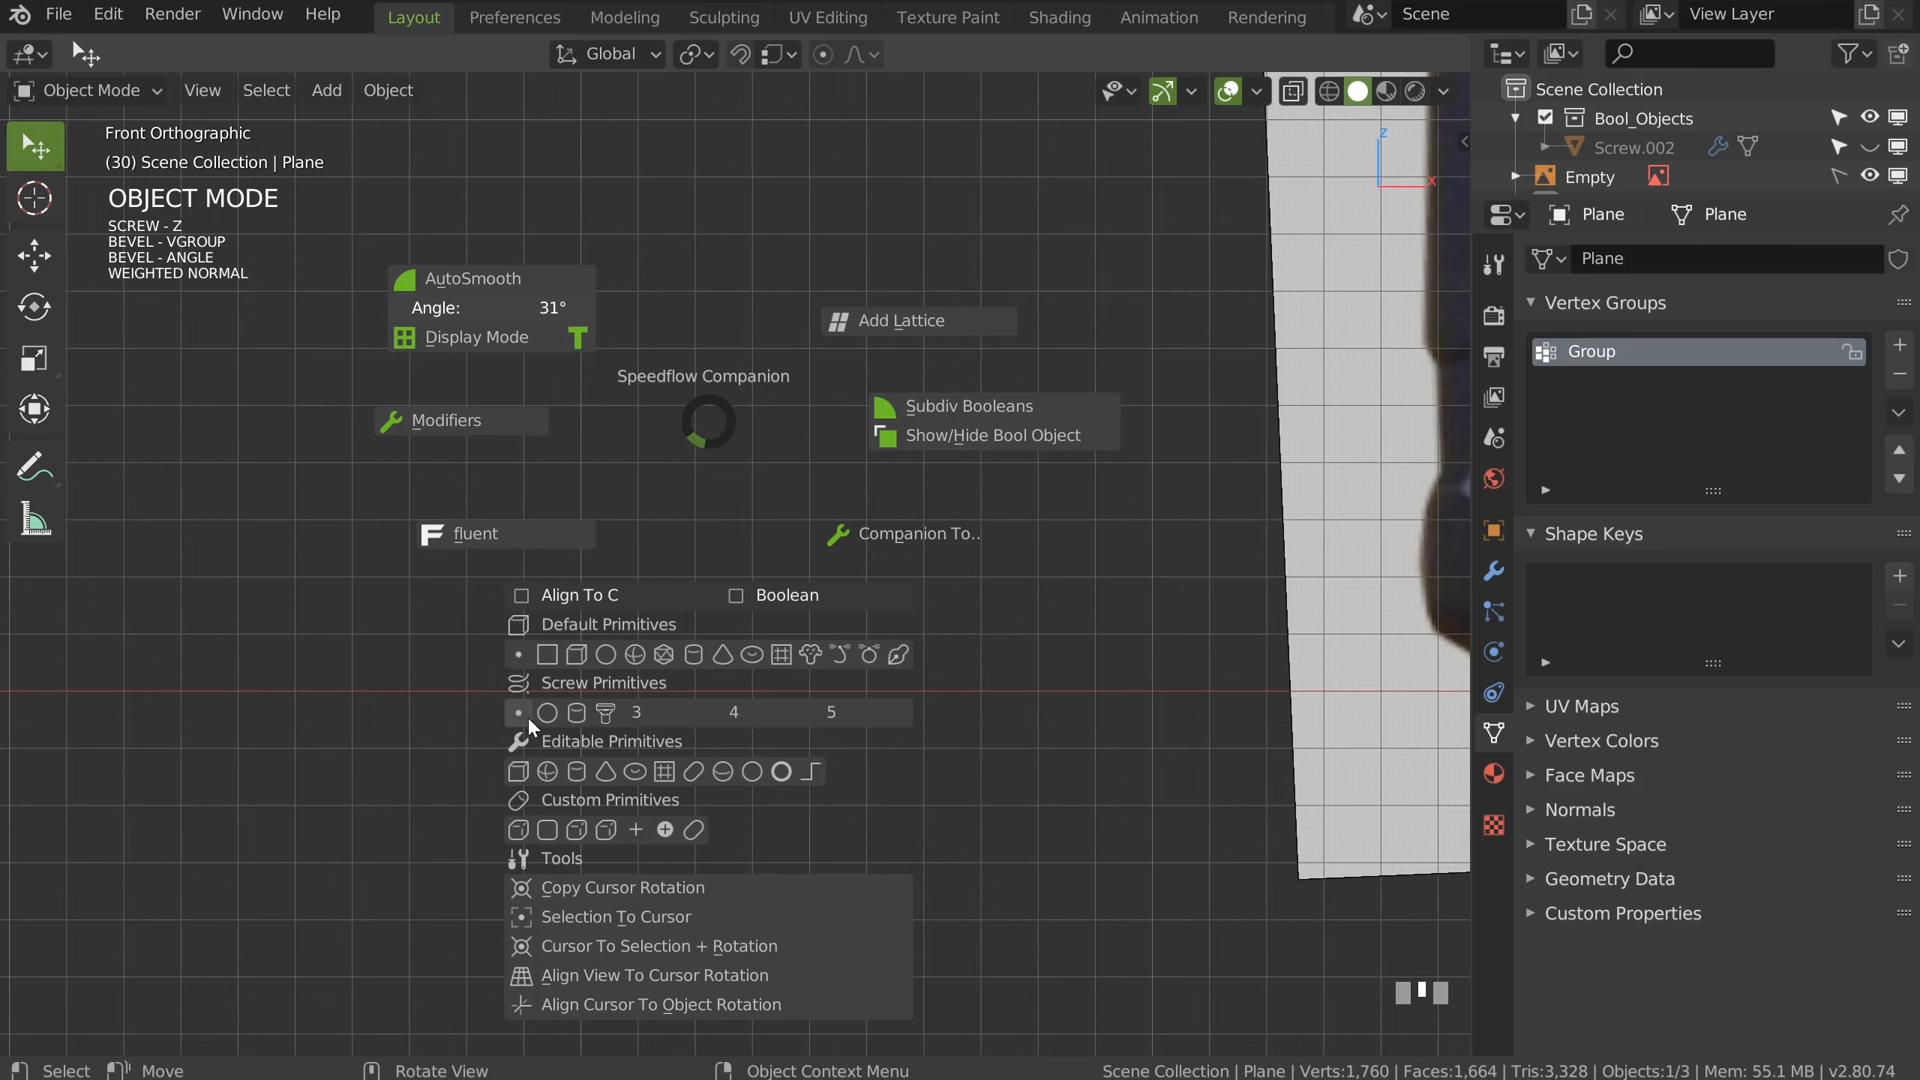 File Edit Render Window Help Layout Preferences Modeling Sculpting UV Editing Texture Paint Shading Animation Rendering Scene View Layer
Global
Object Mode View Select Add Object
Scene Collection
Bool_Objects
Screw.002
Empty
Plane Plane
Plane
Vertex Groups
Group
Shape Keys
UV Maps
Vertex Colors
Face Maps
Normals
Texture Space
Geometry Data
Custom Properties
Front Orthographic
(30) Scene Collection | Plane
OBJECT MODE
SCREW - Z
BEVEL - VGROUP
BEVEL - ANGLE
WEIGHTED NORMAL
z
x
AutoSmooth
Angle: 31°
Display Mode
Add Lattice
Speedflow Companion
Modifiers
Subdiv Booleans
Show/Hide Bool Object
fluent
Companion To..
Align To C Boolean
Default Primitives
Screw Primitives
3 4 5
Editable Primitives
Custom Primitives
Tools
Copy Cursor Rotation
Selection To Cursor
Cursor To Selection + Rotation
Align View To Cursor Rotation
Align Cursor To Object Rotation
Select Move Rotate View Object Context Menu Scene Collection | Plane | Verts:1,760 | Faces:1,664 | Tris:3,328 | Objects:1/3 | Mem: 55.1 MB | v2.80.74